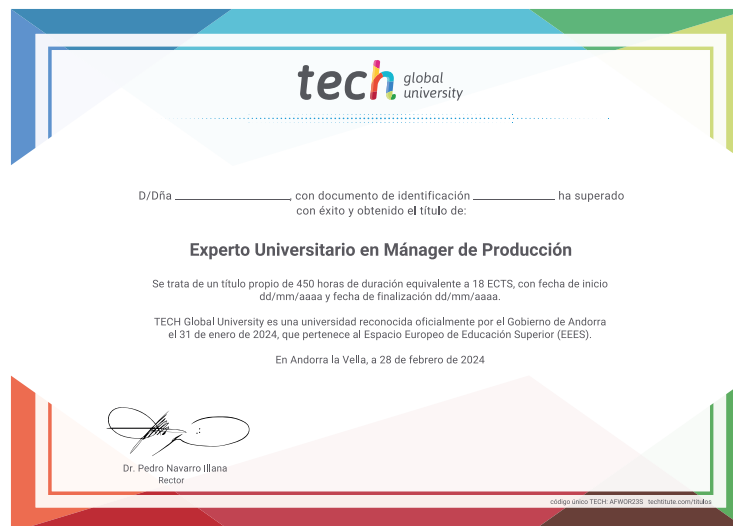 tech global university
D/Dña ____________________, con documento de identificación ______________ ha superado
con éxito y obtenido el título de:
Experto Universitario en Mánager de Producción
Se trata de un título propio de 450 horas de duración equivalente a 18 ECTS, con fecha de inicio
dd/mm/aaaa y fecha de finalización dd/mm/aaaa.
TECH Global University es una universidad reconocida oficialmente por el Gobierno de Andorra
el 31 de enero de 2024, que pertenece al Espacio Europeo de Educación Superior (EEES).
En Andorra la Vella, a 28 de febrero de 2024
Dr. Pedro Navarro Illana
Rector
código único TECH: AFWOR23S techtitute.com/titulos